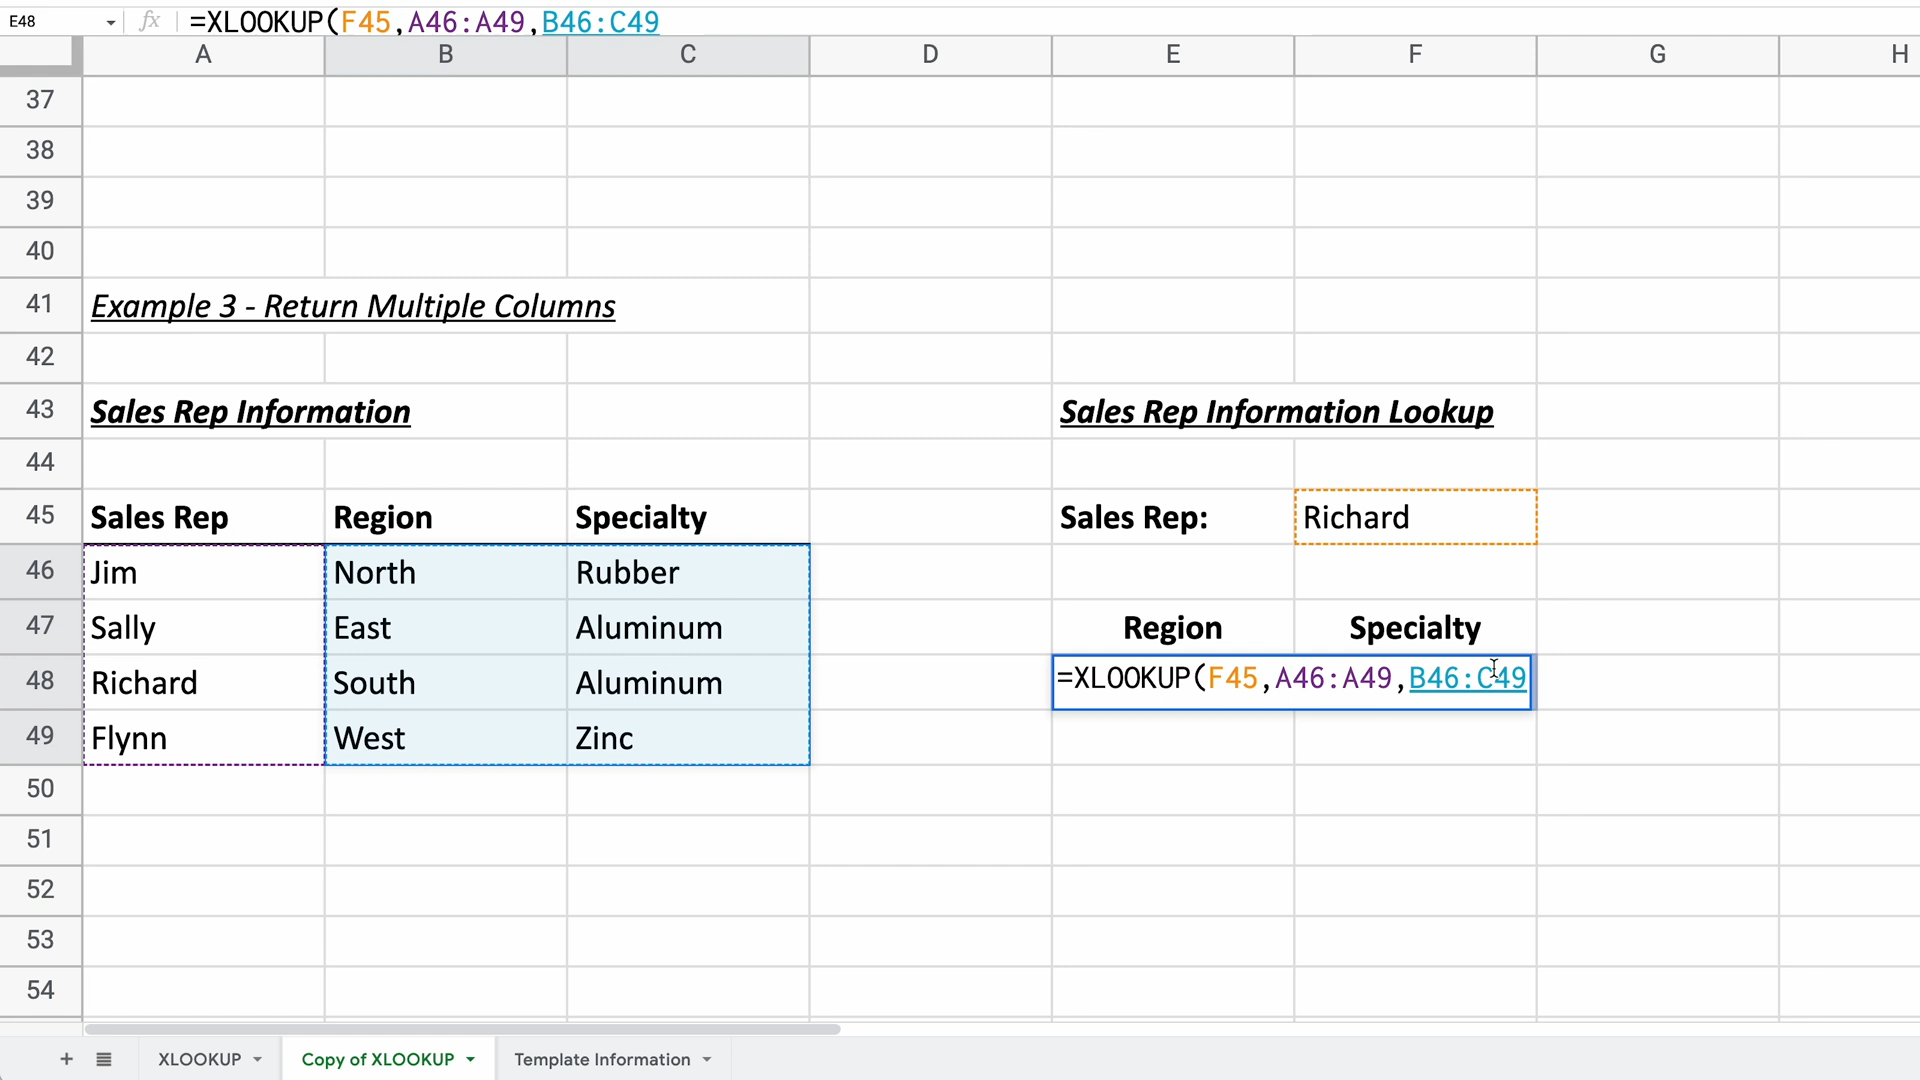 E48 fx =XLOOKUP(F45,A46:A49,B46:C49
A B C D E F G H
37
38
39
40
41 Example 3 - Return Multiple Columns
42
43 Sales Rep Information Sales Rep Information Lookup
44
45 Sales Rep Region Specialty Sales Rep: Richard
46 Jim North Rubber
47 Sally East Aluminum Region Specialty
48 Richard South Aluminum =XLOOKUP(F45,A46:A49,B46:C49
49 Flynn West Zinc
50
51
52
53
54
XLOOKUP Copy of XLOOKUP Template Information